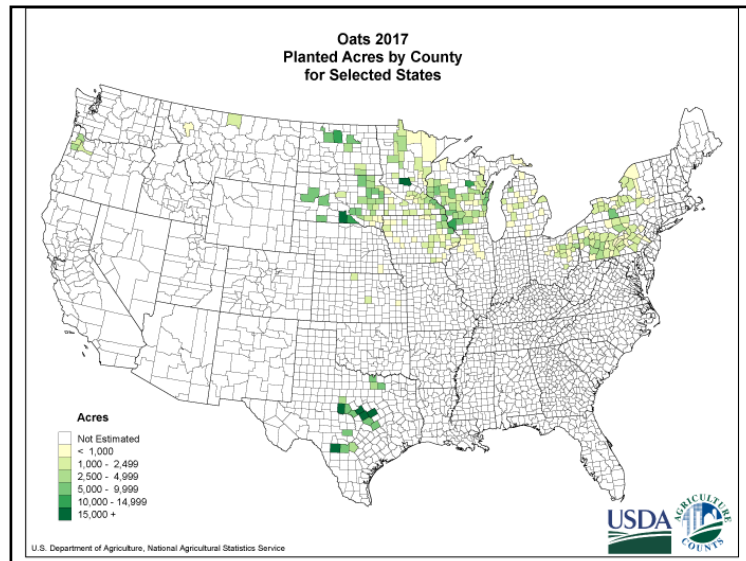 Oats 2017
Planted Acres by County
for Selected States
Acres
Not Estimated
< 1,000
1,000 - 2,499
2,500 - 4,999
5,000 - 9,999
10,000 - 14,999
15,000 +
U.S. Department of Agriculture, National Agricultural Statistics Service
USDA
AGRICULTURE
COUNTS